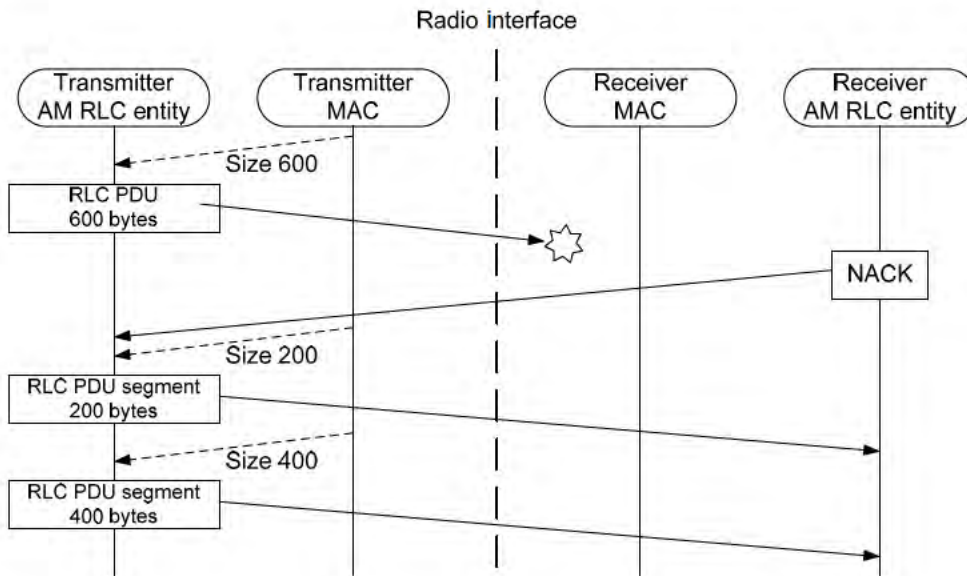 Radio interface
Transmitter
AM RLC entity
Transmitter
MAC
Receiver
MAC
Receiver
AM RLC entity
Size 600
RLC PDU
600 bytes
NACK
Size 200
RLC PDU segment
200 bytes
Size 400
RLC PDU segment
400 bytes